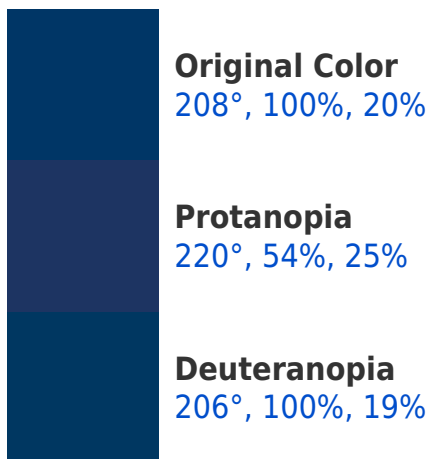 Original Color
208°, 100%, 20%
Protanopia
220°, 54%, 25%
Deuteranopia
206°, 100%, 19%